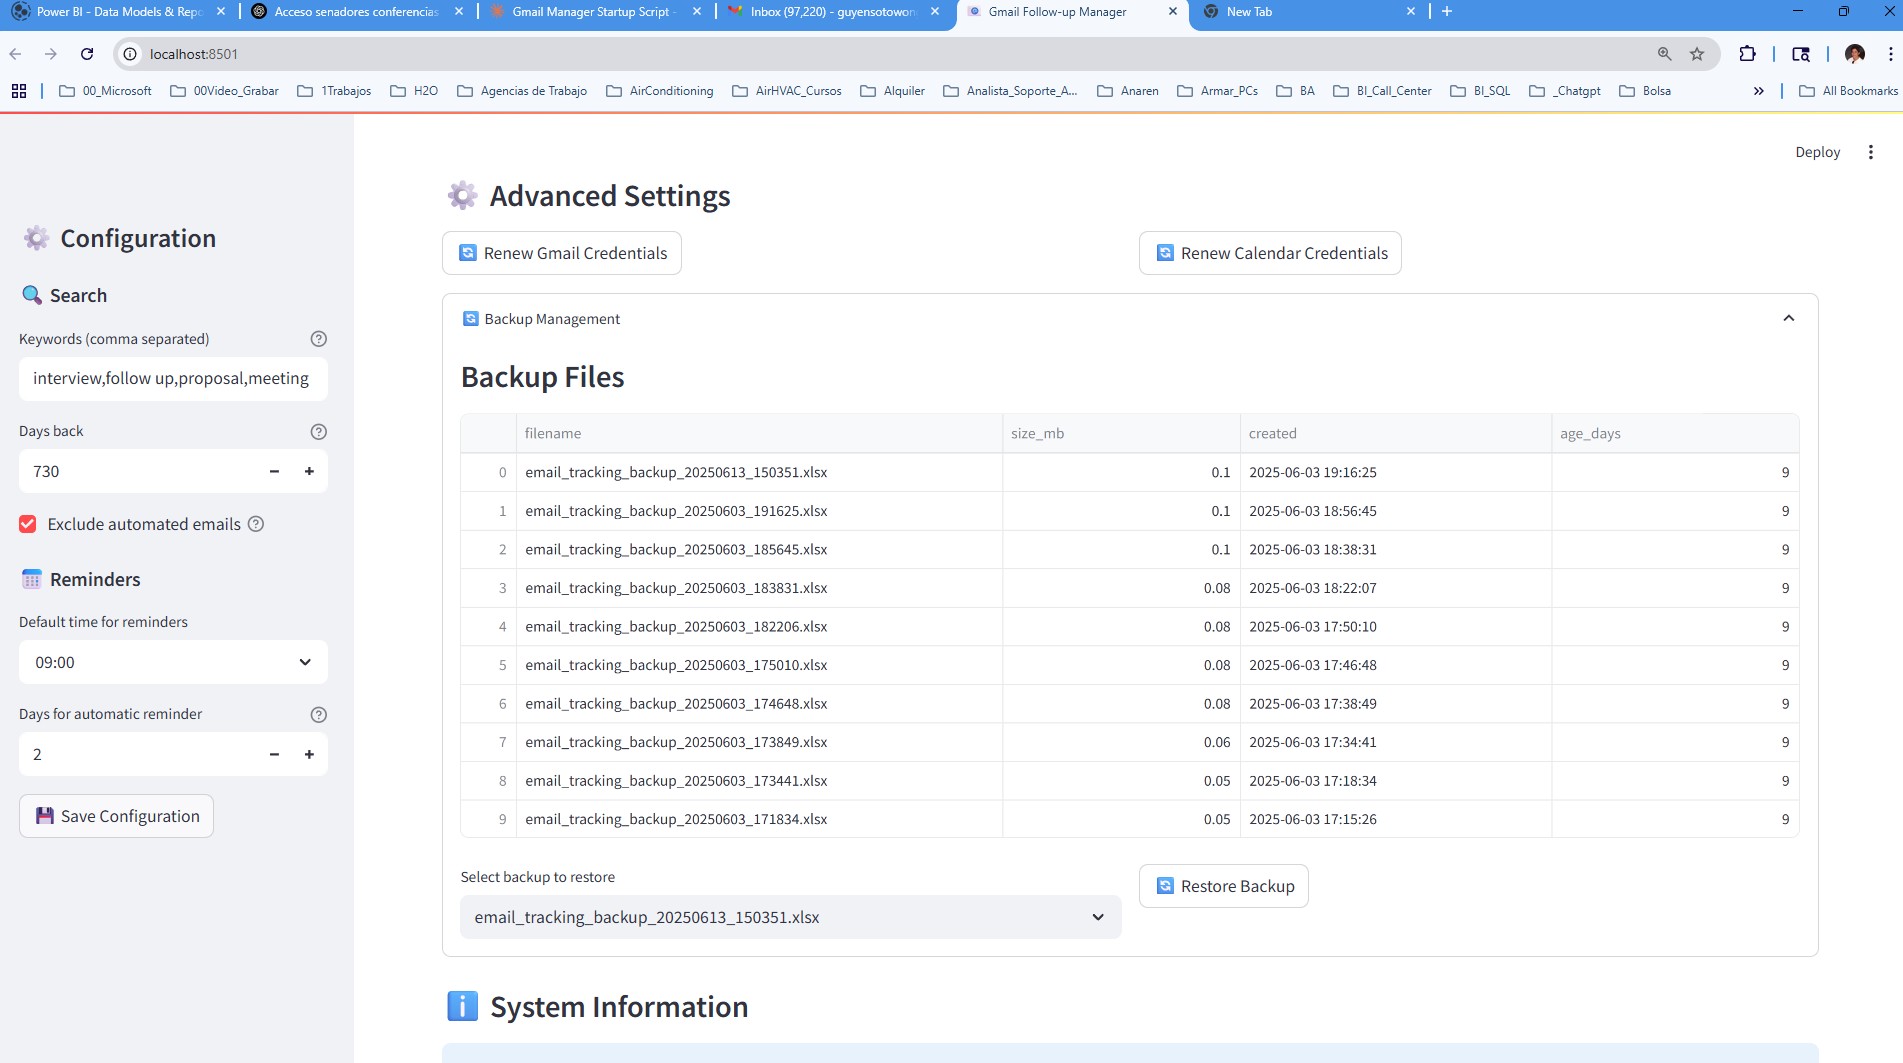 Power BI - Data Models & Repo
Acceso senadores conferencias
Gmail Manager Startup Script -
Inbox (97,220) - guyensotowon
Gmail Follow-up Manager
New Tab
localhost:8501
00_Microsoft
00Video_Grabar
1Trabajos
H2O
Agencias de Trabajo
AirConditioning
AirHVAC_Cursos
Alquiler
Analista_Soporte_A...
Anaren
Armar_PCs
BA
BI_Call_Center
BI_SQL
_Chatgpt
Bolsa
All Bookmarks
Deploy
Configuration
Search
Keywords (comma separated)
interview,follow up,proposal,meeting
Days back
730
Exclude automated emails
Reminders
Default time for reminders
09:00
Days for automatic reminder
2
Save Configuration
Advanced Settings
Renew Gmail Credentials
Renew Calendar Credentials
Backup Management
Backup Files
filename size_mb created age_days
0 email_tracking_backup_20250613_150351.xlsx 0.1 2025-06-03 19:16:25 9
1 email_tracking_backup_20250603_191625.xlsx 0.1 2025-06-03 18:56:45 9
2 email_tracking_backup_20250603_185645.xlsx 0.1 2025-06-03 18:38:31 9
3 email_tracking_backup_20250603_183831.xlsx 0.08 2025-06-03 18:22:07 9
4 email_tracking_backup_20250603_182206.xlsx 0.08 2025-06-03 17:50:10 9
5 email_tracking_backup_20250603_175010.xlsx 0.08 2025-06-03 17:46:48 9
6 email_tracking_backup_20250603_174648.xlsx 0.08 2025-06-03 17:38:49 9
7 email_tracking_backup_20250603_173849.xlsx 0.06 2025-06-03 17:34:41 9
8 email_tracking_backup_20250603_173441.xlsx 0.05 2025-06-03 17:18:34 9
9 email_tracking_backup_20250603_171834.xlsx 0.05 2025-06-03 17:15:26 9
Select backup to restore
email_tracking_backup_20250613_150351.xlsx
Restore Backup
System Information